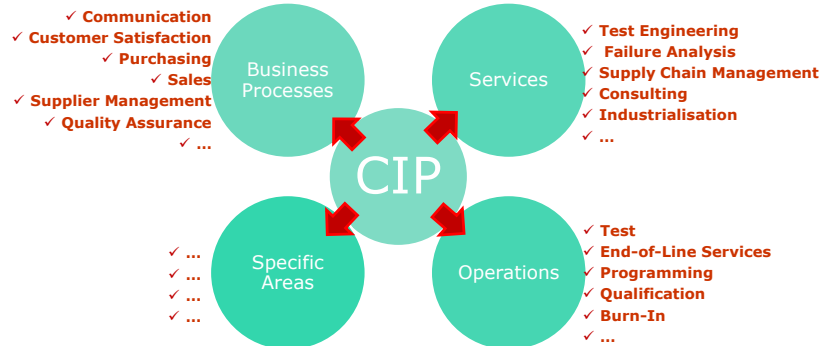 ✓ Communication
✓ Customer Satisfaction
✓ Purchasing
✓ Sales
✓ Supplier Management
✓ Quality Assurance
✓ ...
Business
Processes
Services
✓ Test Engineering
✓ Failure Analysis
✓ Supply Chain Management
✓ Consulting
✓ Industrialisation
✓ ...
CIP
✓ ...
✓ ...
✓ ...
✓ ...
Specific
Areas
Operations
✓ Test
✓ End-of-Line Services
✓ Programming
✓ Qualification
✓ Burn-In
✓ ...